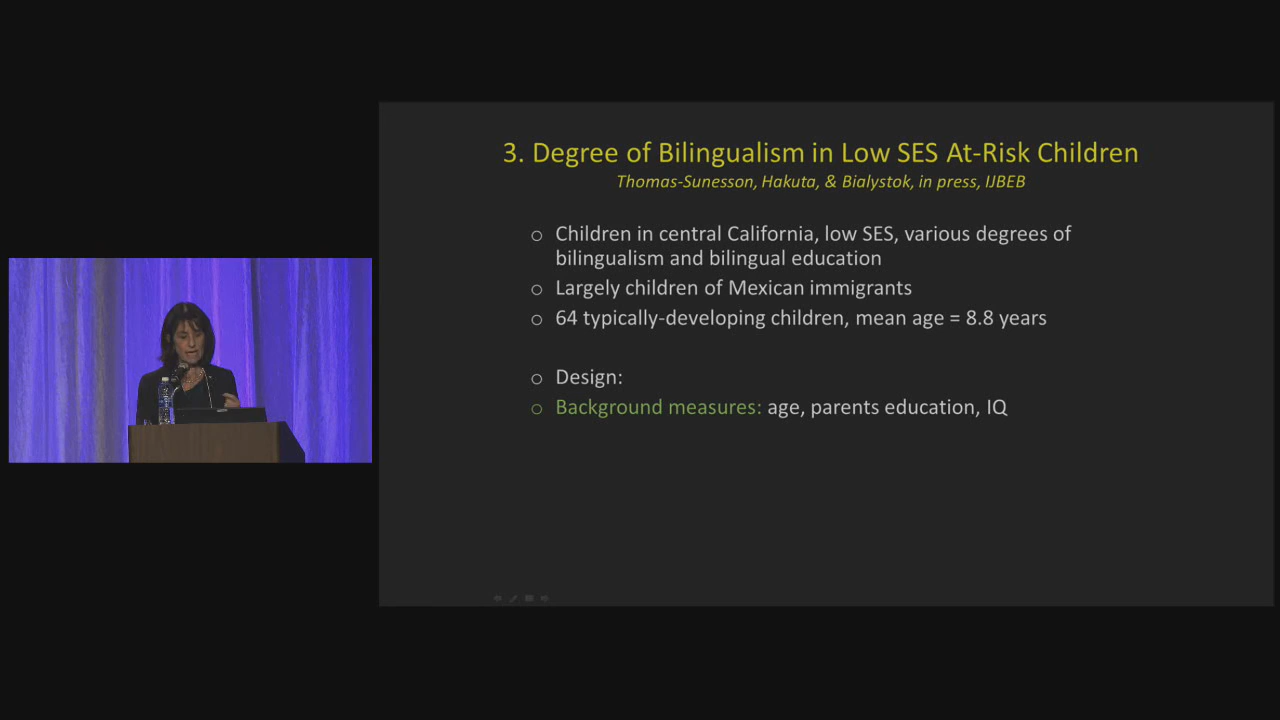 3. Degree of Bilingualism in Low SES At-Risk Children
Thomas-Sunesson, Hakuta, & Bialystok, in press, IJBEB
o Children in central California, low SES, various degrees of
bilingualism and bilingual education
o Largely children of Mexican immigrants
o 64 typically-developing children, mean age = 8.8 years
o Design:
o Background measures: age, parents education, IQ